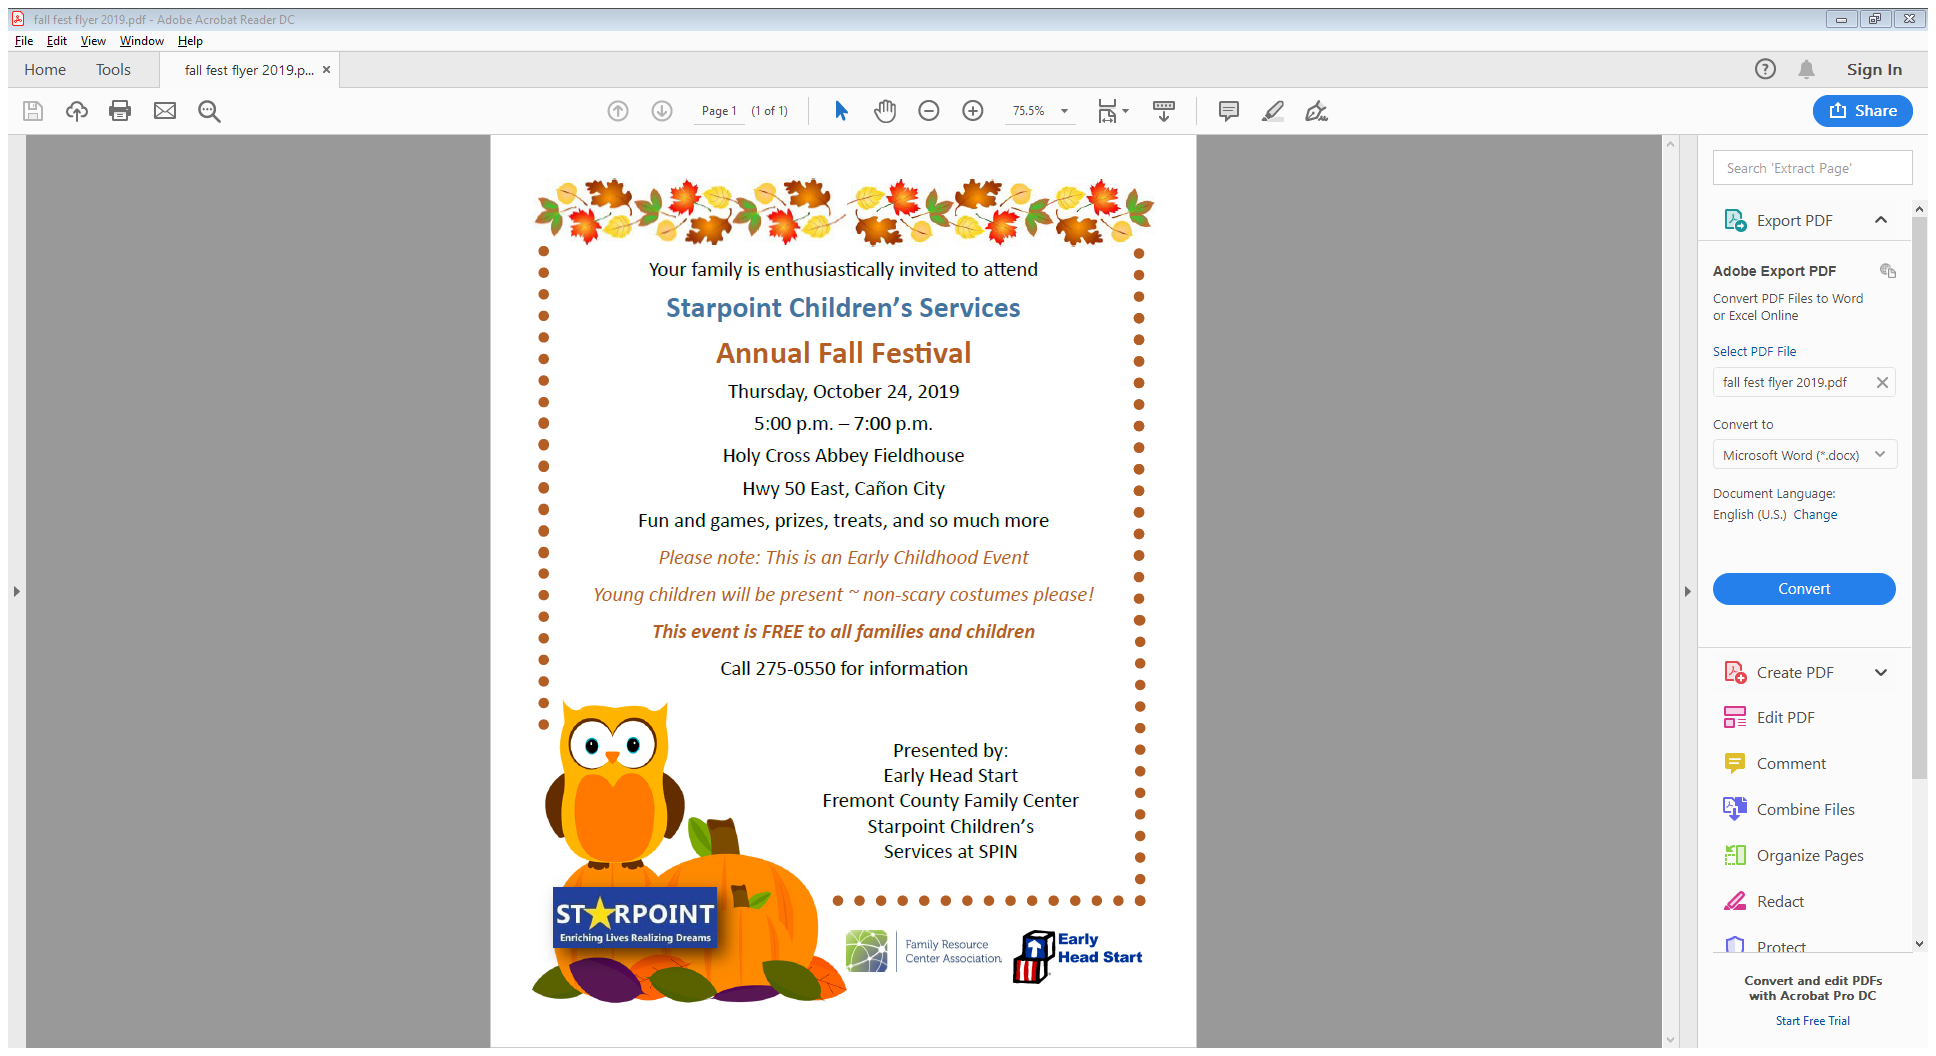 fall fest flyer 2019.pdf - Adobe Acrobat Reader DC
File Edit View Window Help
Home Tools fall fest flyer 2019.p... Sign In
Page 1 (1 of 1) 75.5% Share
Your family is enthusiastically invited to attend
Starpoint Children's Services
Annual Fall Festival
Thursday, October 24, 2019
5:00 p.m. – 7:00 p.m.
Holy Cross Abbey Fieldhouse
Hwy 50 East, Cañon City
Fun and games, prizes, treats, and so much more
Please note: This is an Early Childhood Event
Young children will be present ~ non-scary costumes please!
This event is FREE to all families and children
Call 275-0550 for information
Presented by:
Early Head Start
Fremont County Family Center
Starpoint Children's
Services at SPIN
STARPOINT
Enriching Lives Realizing Dreams
Family Resource
Center Association
Early
Head Start
Search 'Extract Page'
Export PDF
Adobe Export PDF
Convert PDF Files to Word
or Excel Online
Select PDF File
fall fest flyer 2019.pdf
Convert to
Microsoft Word (*.docx)
Document Language:
English (U.S.) Change
Convert
Create PDF
Edit PDF
Comment
Combine Files
Organize Pages
Redact
Protect
Convert and edit PDFs
with Acrobat Pro DC
Start Free Trial